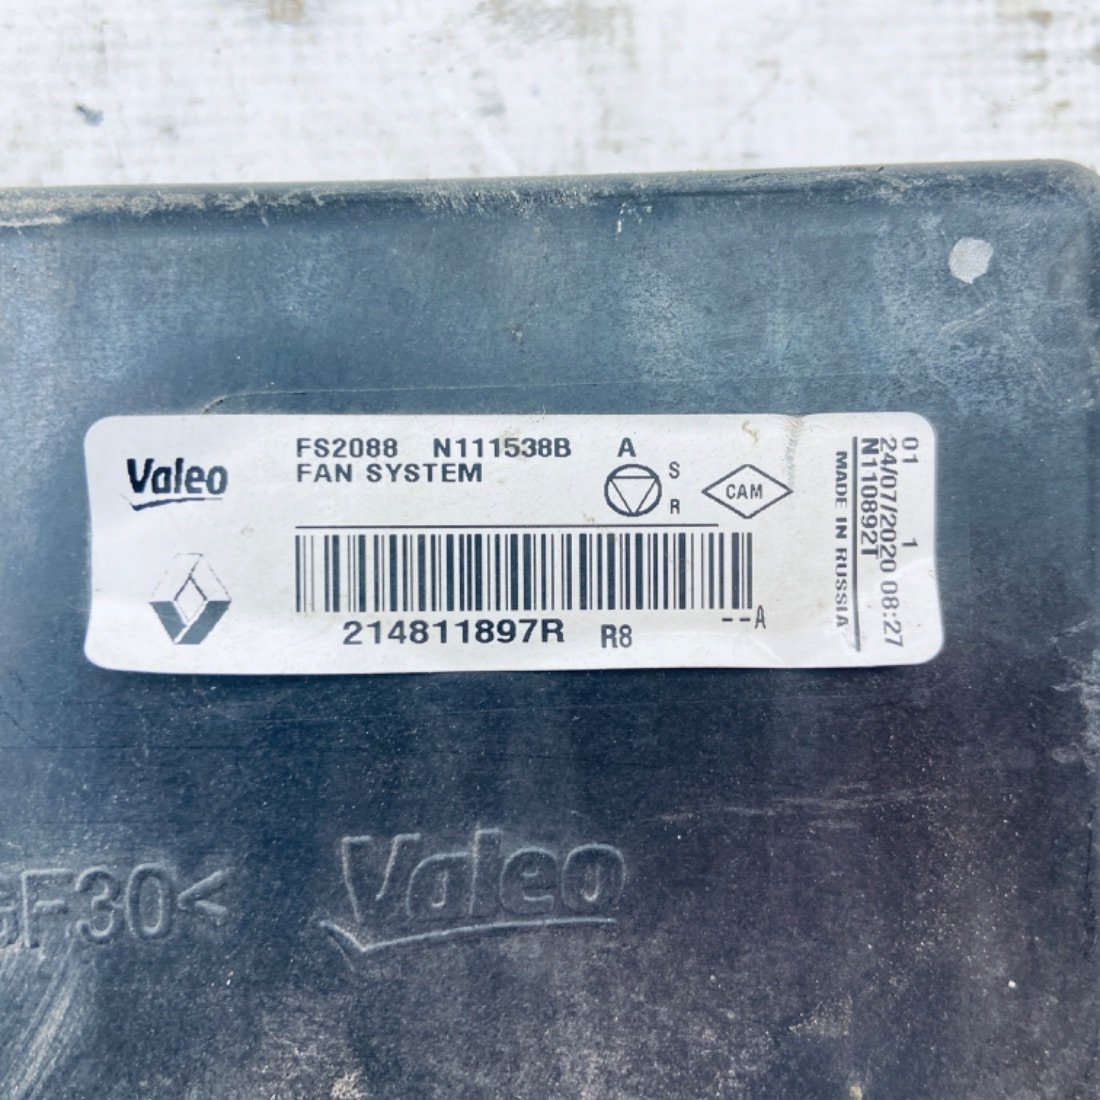 Valeo
FS2088 N111538B A
FAN SYSTEM
S
R
CAM
214811897R R8 --A
01 1
24/07/2020 08:27
N110892T
MADE IN RUSSIA
F30<
Valeo